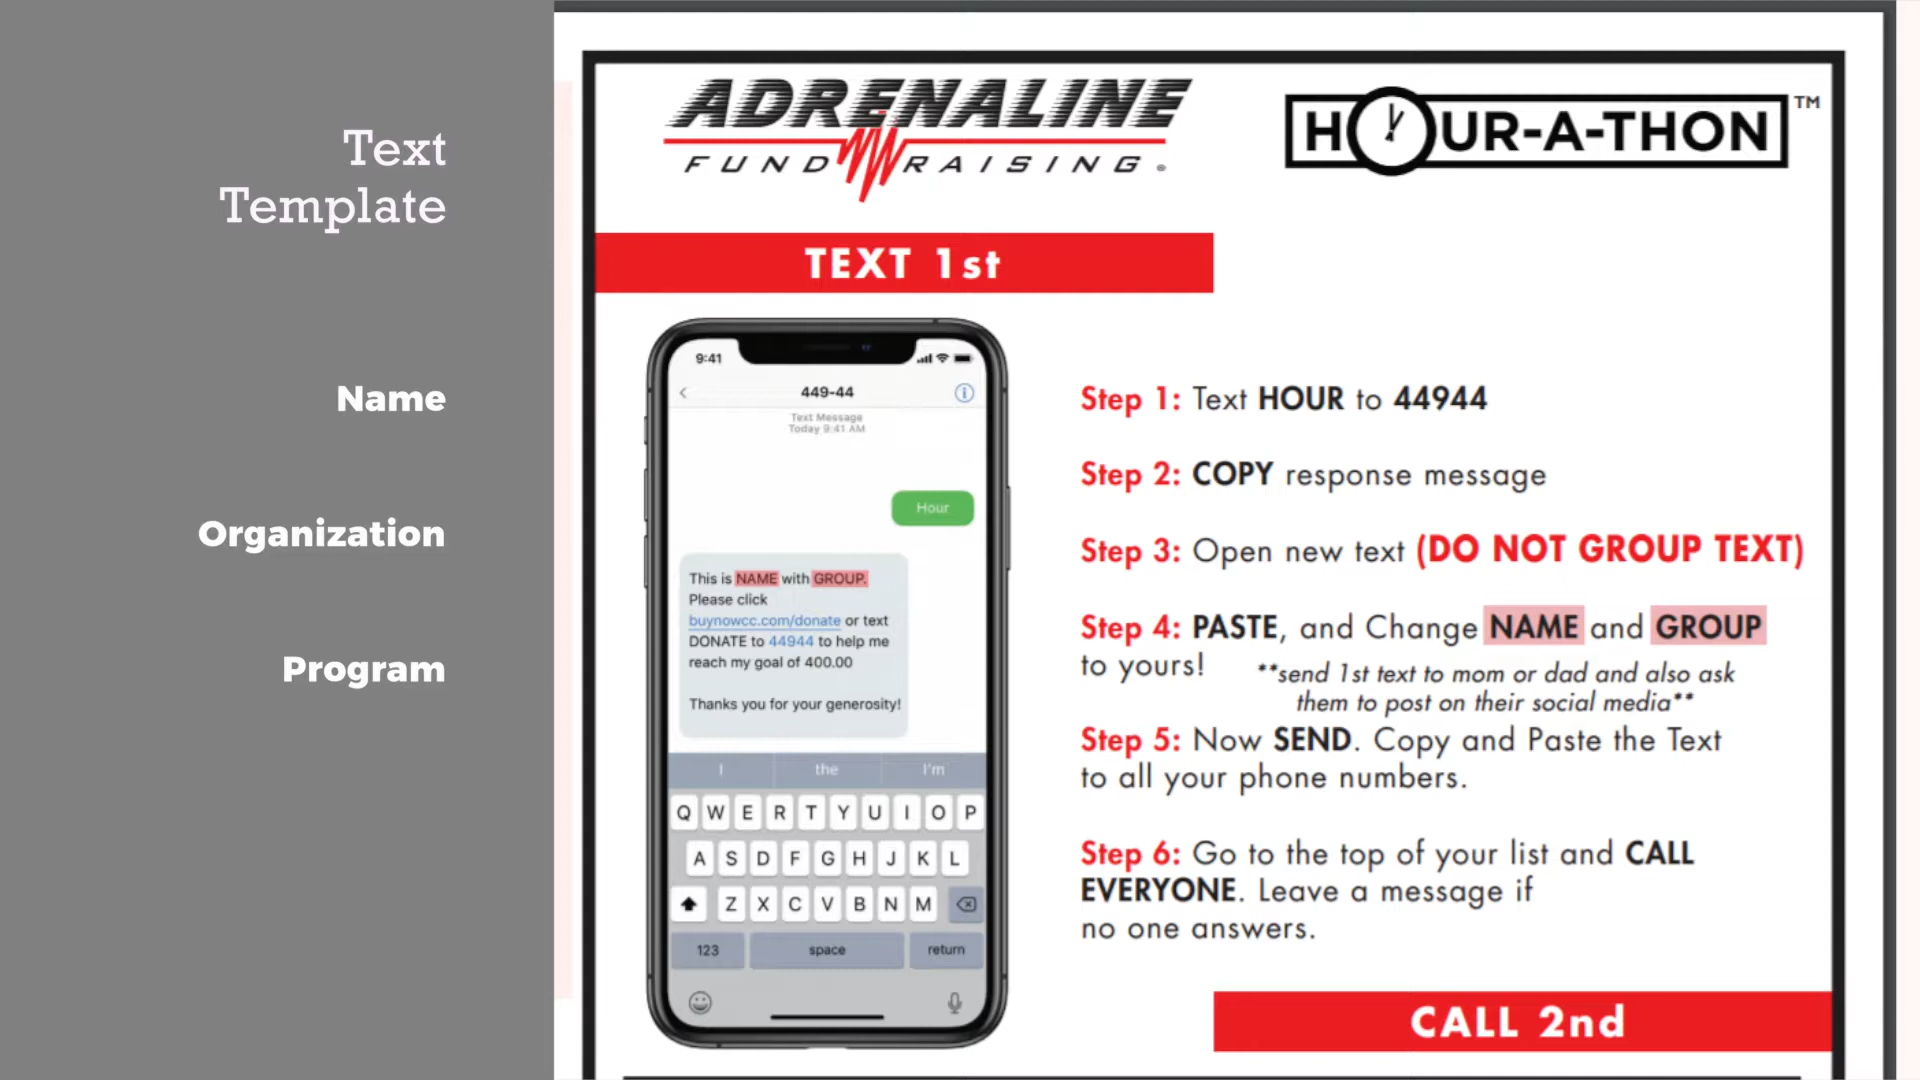 Text
Template
Name
Organization
Program
ADRENALINE
FUNDRAISING®
HOUR-A-THON™
TEXT 1st
9:41
449-44
Text Message
Today 9:41 AM
Hour
This is NAME with GROUP.
Please click
buynowcc.com/donate or text
DONATE to 44944 to help me
reach my goal of 400.00
Thanks you for your generosity!
I the I'm
Q W E R T Y U I O P
A S D F G H J K L
Z X C V B N M
123 space return
Step 1: Text HOUR to 44944
Step 2: COPY response message
Step 3: Open new text (DO NOT GROUP TEXT)
Step 4: PASTE, and Change NAME and GROUP
to yours! **send 1st text to mom or dad and also ask
them to post on their social media**
Step 5: Now SEND. Copy and Paste the Text
to all your phone numbers.
Step 6: Go to the top of your list and CALL
EVERYONE. Leave a message if
no one answers.
CALL 2nd